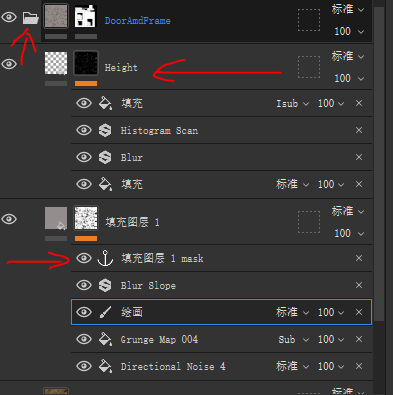 标准
DoorAmdFrame
100
标准
Height
100
填充 Isub 100
Histogram Scan
Blur
填充 标准 100
标准
填充图层 1
100
填充图层 1 mask
Blur Slope
绘画 标准 100
Grunge Map 004 Sub 100
Directional Noise 4 标准 100
标准